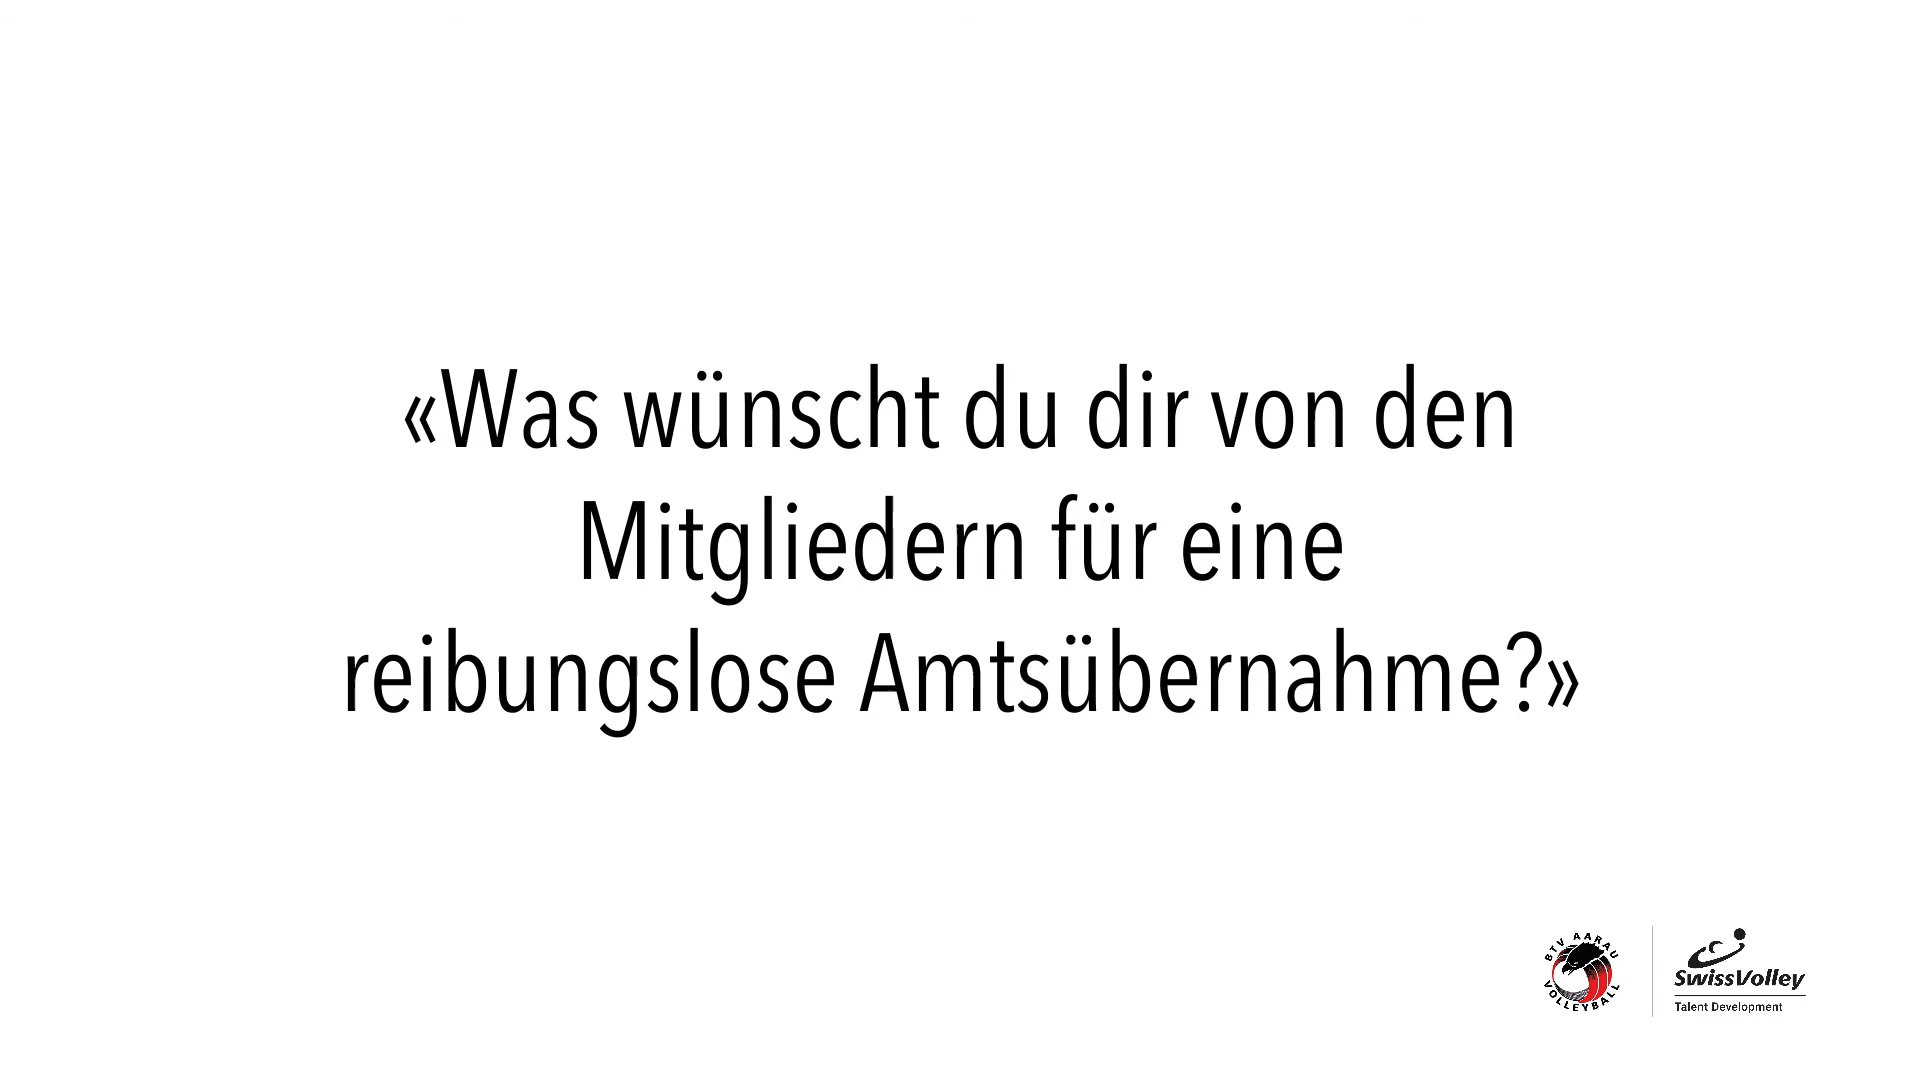 «Was wünscht du dir von den
Mitgliedern für eine
reibungslose Amtsübernahme?»
BTV AARAU
VOLLEYBALL
SwissVolley
Talent Development